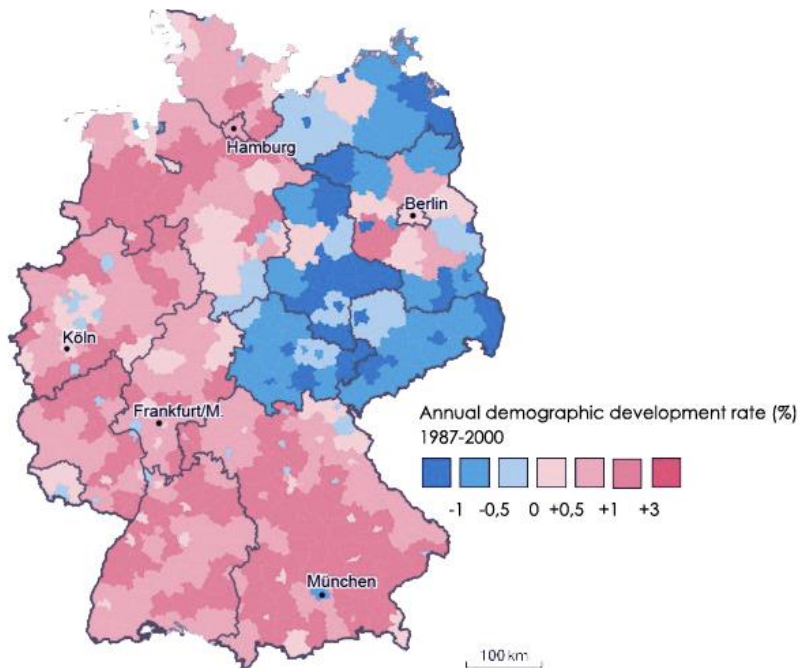 Hamburg
Berlin
Köln
Frankfurt/M.
Annual demographic development rate (%)
1987-2000
-1 -0,5 0 +0,5 +1 +3
München
100 km